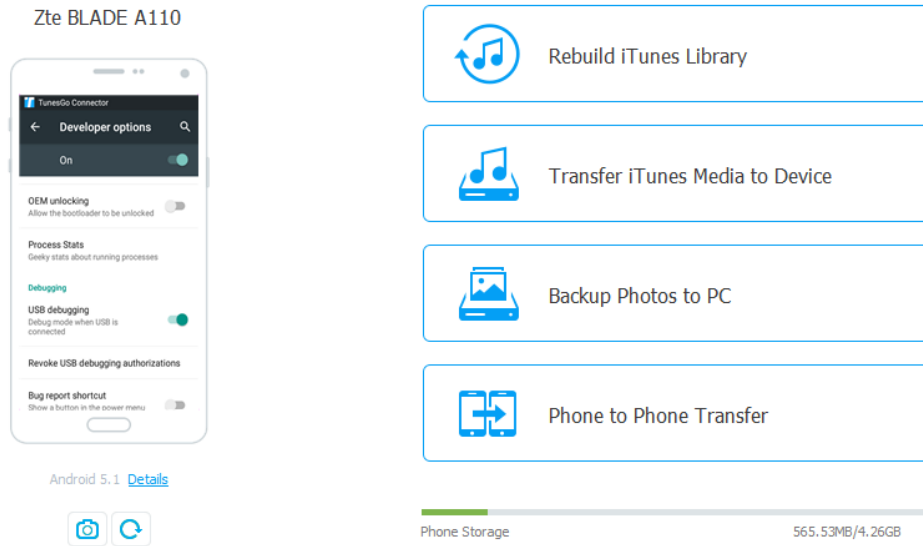 Zte BLADE A110
TunesGo Connector
Developer options
On
OEM unlocking
Allow the bootloader to be unlocked
Process Stats
Geeky stats about running processes
Debugging
USB debugging
Debug mode when USB is
connected
Revoke USB debugging authorizations
Bug report shortcut
Show a button in the power menu
Android 5.1 Details
Rebuild iTunes Library
Transfer iTunes Media to Device
Backup Photos to PC
Phone to Phone Transfer
Phone Storage 565.53MB/4.26GB